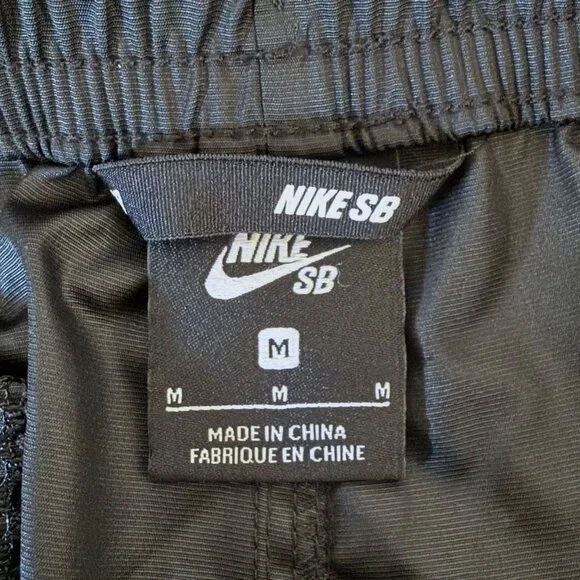 NIKE SB
NIKE
SB
M
M M M
MADE IN CHINA
FABRIQUE EN CHINE